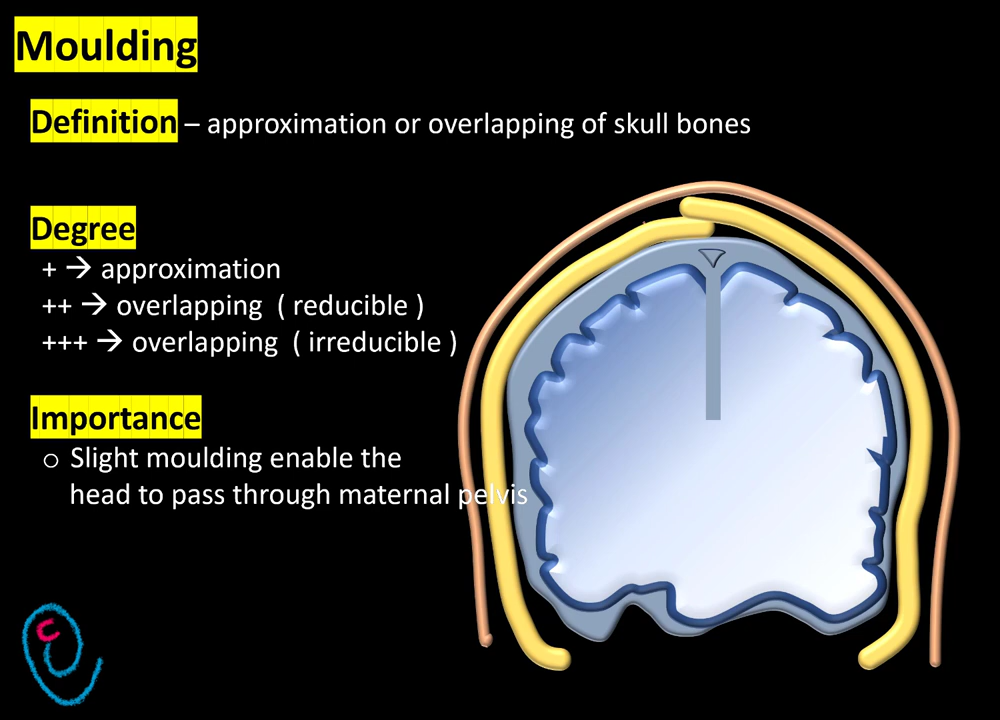 Moulding
Definition – approximation or overlapping of skull bones
Degree
+ → approximation
++ → overlapping ( reducible )
+++ → overlapping ( irreducible )
Importance
o Slight moulding enable the
head to pass through maternal pelvis